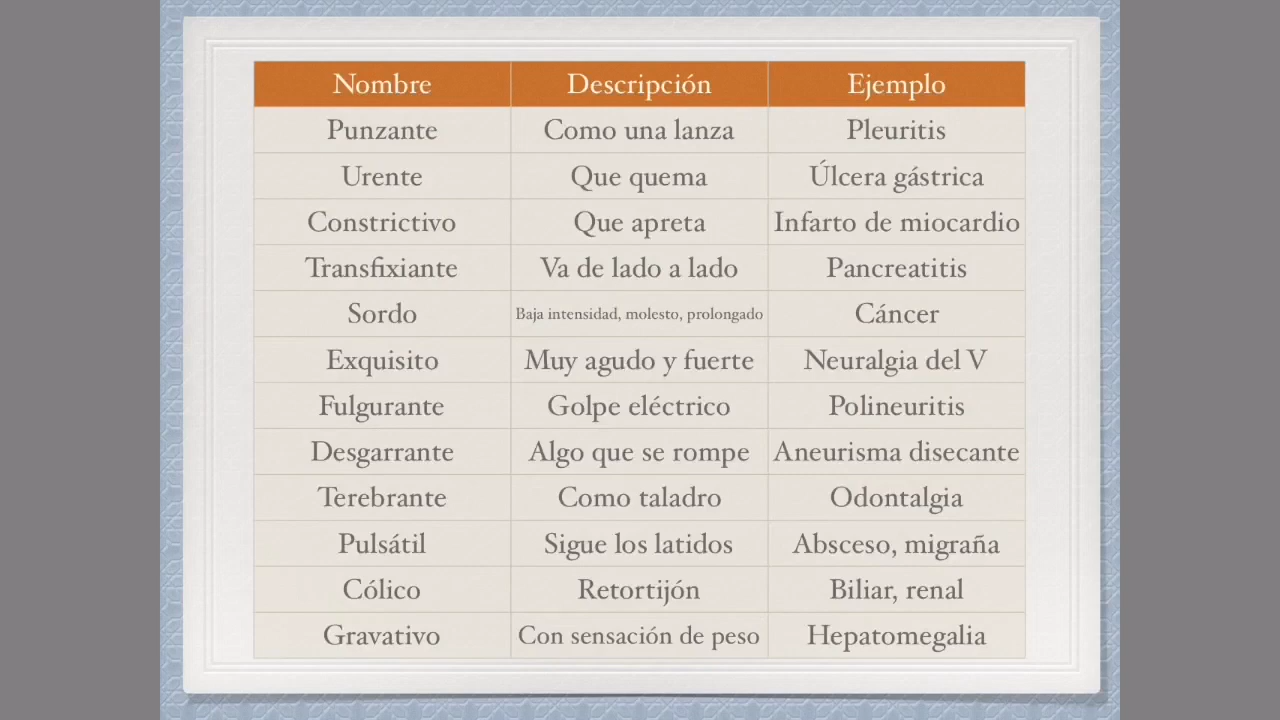 Nombre Descripción Ejemplo
Punzante Como una lanza Pleuritis
Urente Que quema Úlcera gástrica
Constrictivo Que apreta Infarto de miocardio
Transfixiante Va de lado a lado Pancreatitis
Sordo Baja intensidad, molesto, prolongado Cáncer
Exquisito Muy agudo y fuerte Neuralgia del V
Fulgurante Golpe eléctrico Polineuritis
Desgarrante Algo que se rompe Aneurisma disecante
Terebrante Como taladro Odontalgia
Pulsátil Sigue los latidos Absceso, migraña
Cólico Retortijón Biliar, renal
Gravativo Con sensación de peso Hepatomegalia